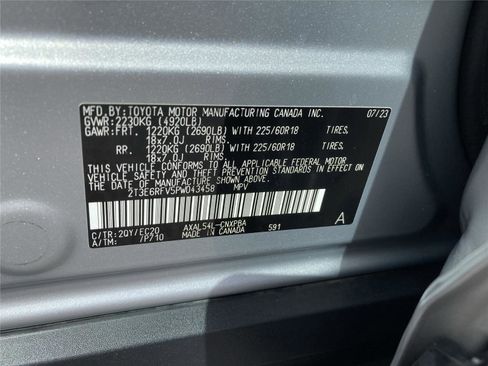 MFD.BY:TOYOTA MOTOR MANUFACTURING CANADA INC. 07/23
GVWR:2230KG (4920LB)
GAWR:FRT. 1220KG (2690LB) WITH 225/60R18 TIRES.
18x7.0J RIMS.
RP. 1220KG (2690LB) WITH 225/60R18 TIRES.
18x7.0J RIMS.
THIS VEHICLE CONFORMS TO ALL APPLICABLE FEDERAL MOTOR
VEHICLE SAFETY AND THEFT PREVENTION STANDARDS IN EFFECT
ON THE DATE OF MANUFACTURE SHOWN ABOVE.
2T3E6RFV5PW043458 MPV
C/TR:2QY/EC20 AXAL54L-CNXPBA 591 A
A/TM: /P710 MADE IN CANADA